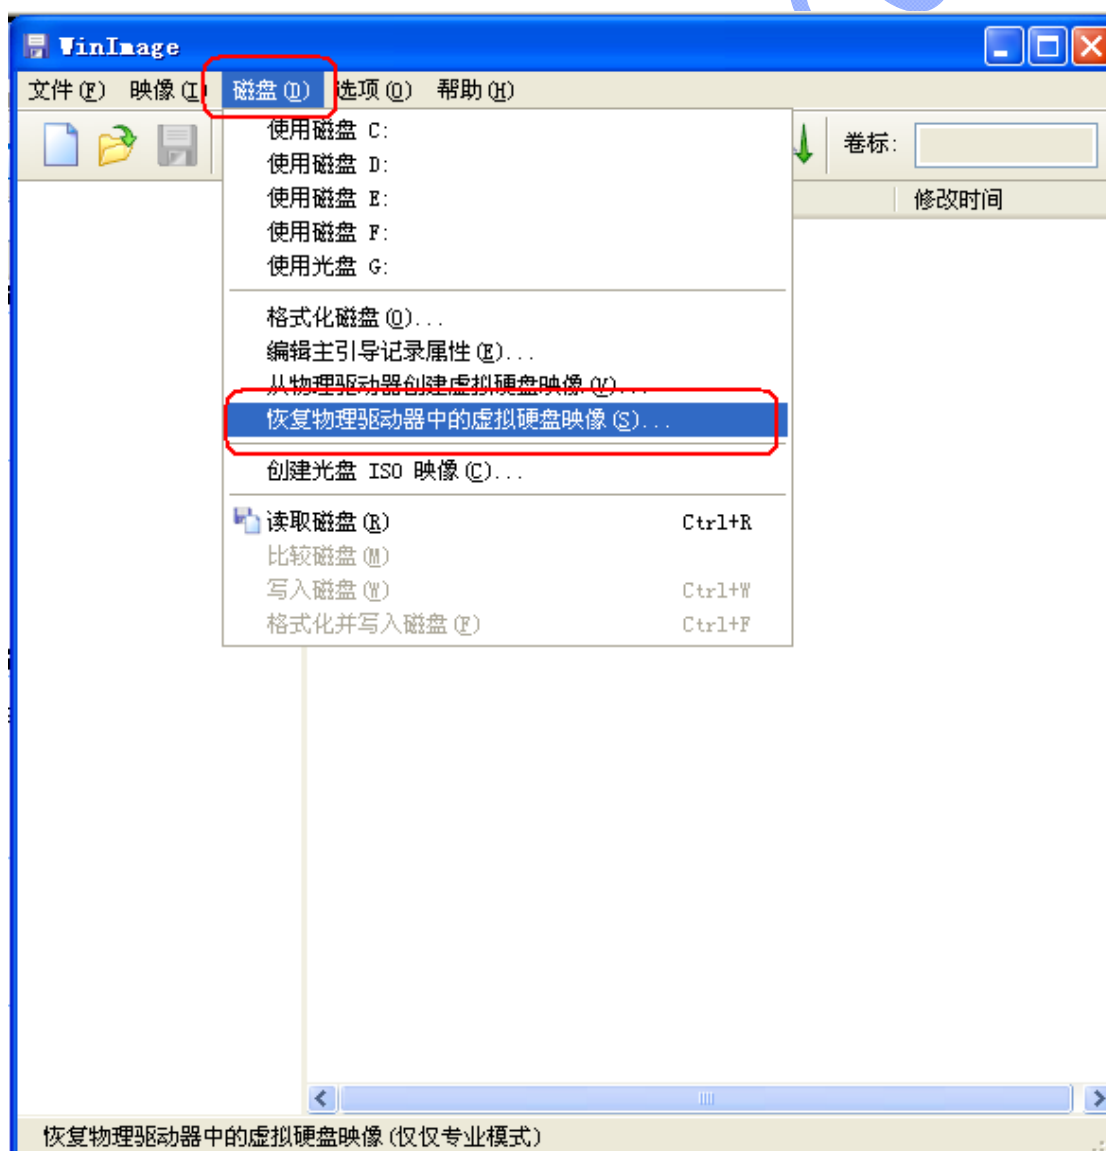 WinImage
文件(F) 映像(I) 磁盘(D) 选项(O) 帮助(H)
使用磁盘 C:
卷标:
使用磁盘 D:
使用磁盘 E:
修改时间
使用磁盘 F:
使用光盘 G:
格式化磁盘(O)...
编辑主引导记录属性(E)...
从物理驱动器创建虚拟硬盘映像(V)...
恢复物理驱动器中的虚拟硬盘映像(S)...
创建光盘 ISO 映像(C)...
读取磁盘(R) Ctrl+R
比较磁盘(M)
写入磁盘(W) Ctrl+W
格式化并写入磁盘(F) Ctrl+F
恢复物理驱动器中的虚拟硬盘映像(仅仅专业模式)